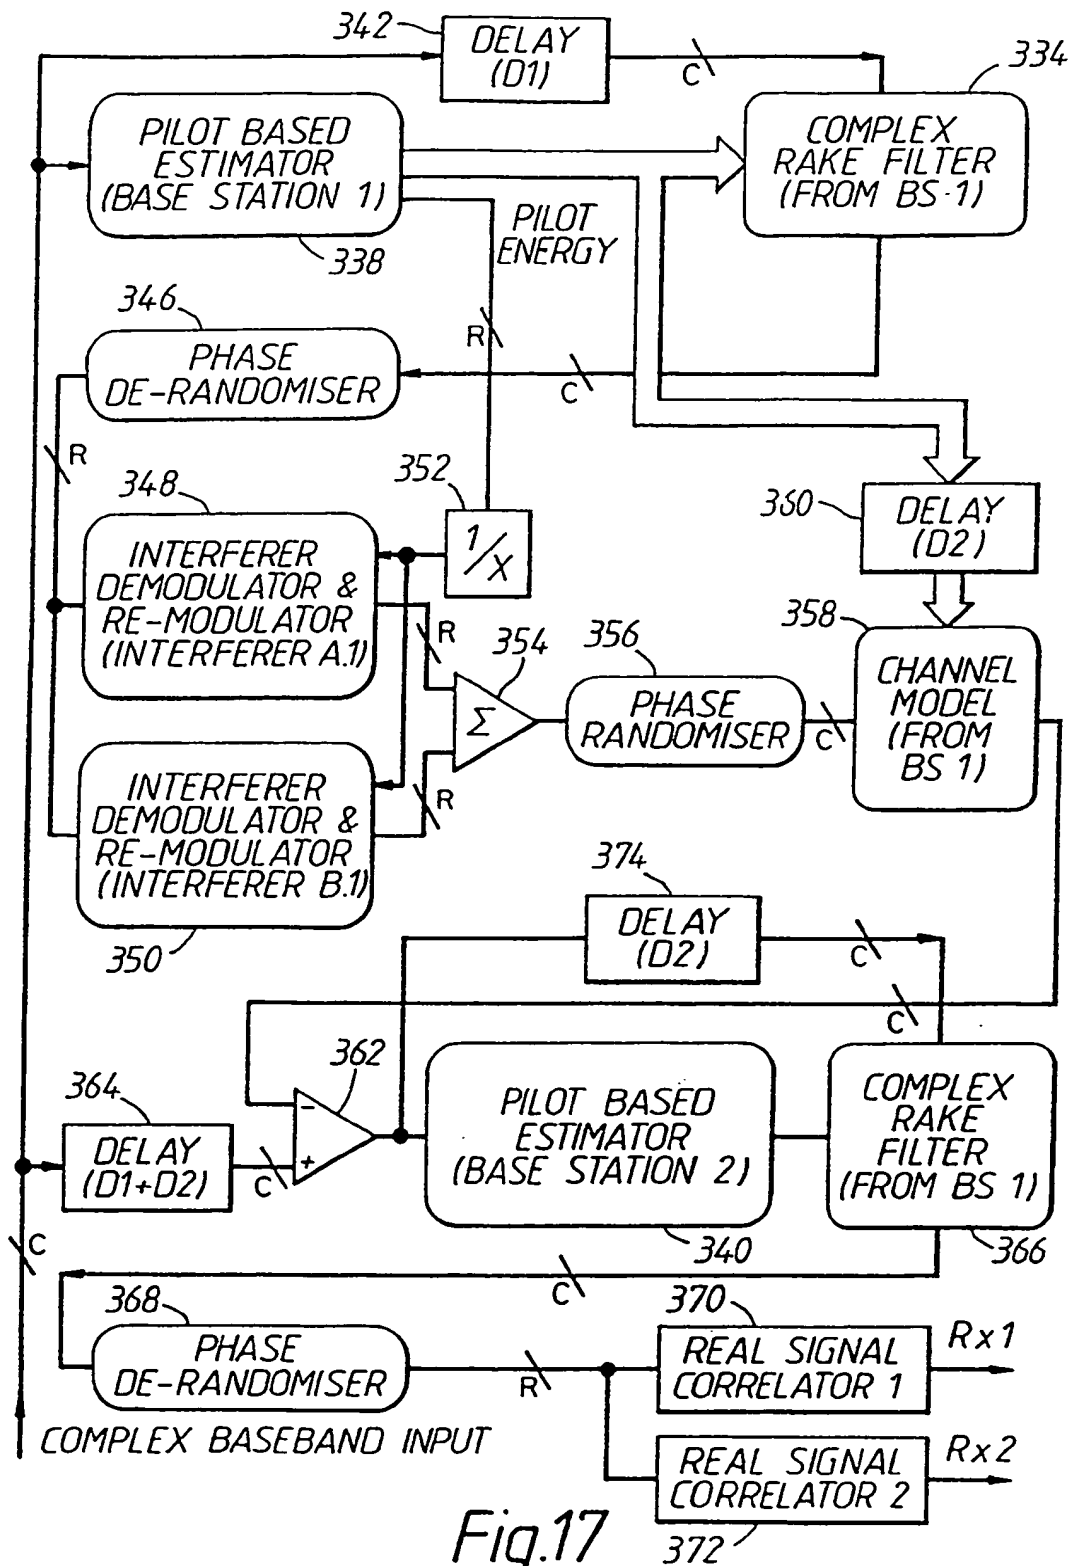 342
DELAY
(D1)
C
334
PILOT BASED
ESTIMATOR
(BASE STATION 1)
338
COMPLEX
RAKE FILTER
(FROM BS-1)
PILOT
ENERGY
346
R
PHASE
DE-RANDOMISER
C
R
348
352
360
DELAY
(D2)
INTERFERER
DEMODULATOR &
RE-MODULATOR
(INTERFERER A.1)
1/X
R
354
356
358
Σ
PHASE
RANDOMISER
C
CHANNEL
MODEL
(FROM
BS 1)
INTERFERER
DEMODULATOR &
RE-MODULATOR
(INTERFERER B.1)
R
350
374
DELAY
(D2)
C
C
362
364
DELAY
(D1+D2)
C
-
+
PILOT BASED
ESTIMATOR
(BASE STATION 2)
340
COMPLEX
RAKE
FILTER
(FROM BS 1)
366
C
C
368
PHASE
DE-RANDOMISER
R
370
REAL SIGNAL
CORRELATOR 1
Rx1
COMPLEX BASEBAND INPUT
REAL SIGNAL
CORRELATOR 2
Rx2
372
Fig.17